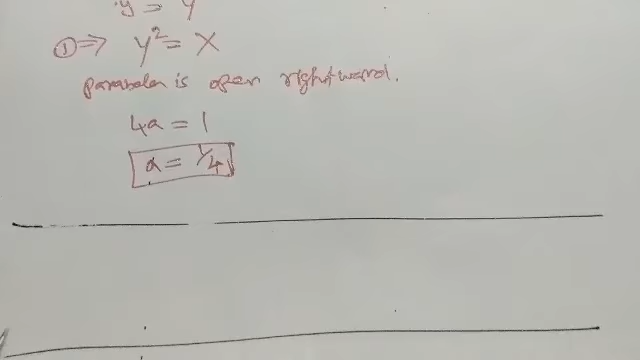 y = Y
① ⇒ Y² = X
parabola is open rightward.
4a = 1
a = 1/4